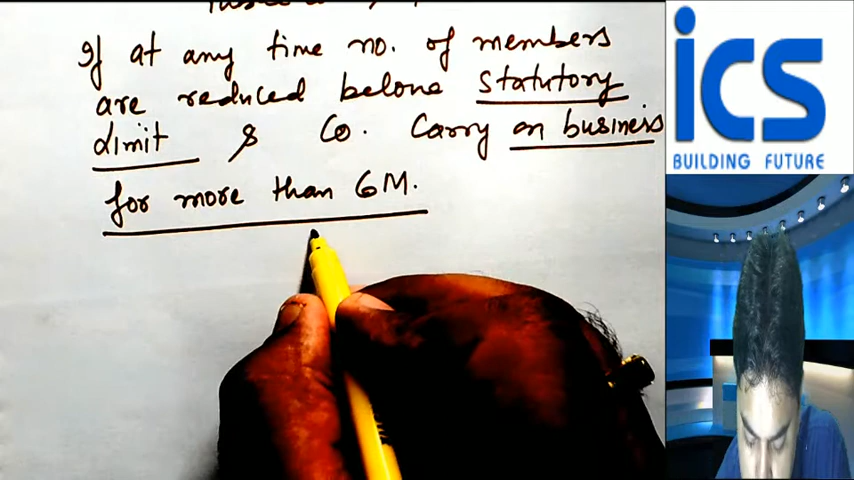 If at any time no. of members
are reduced belowe Statutory
limit & Co. Carry on business
for more than 6M.
ics
BUILDING FUTURE